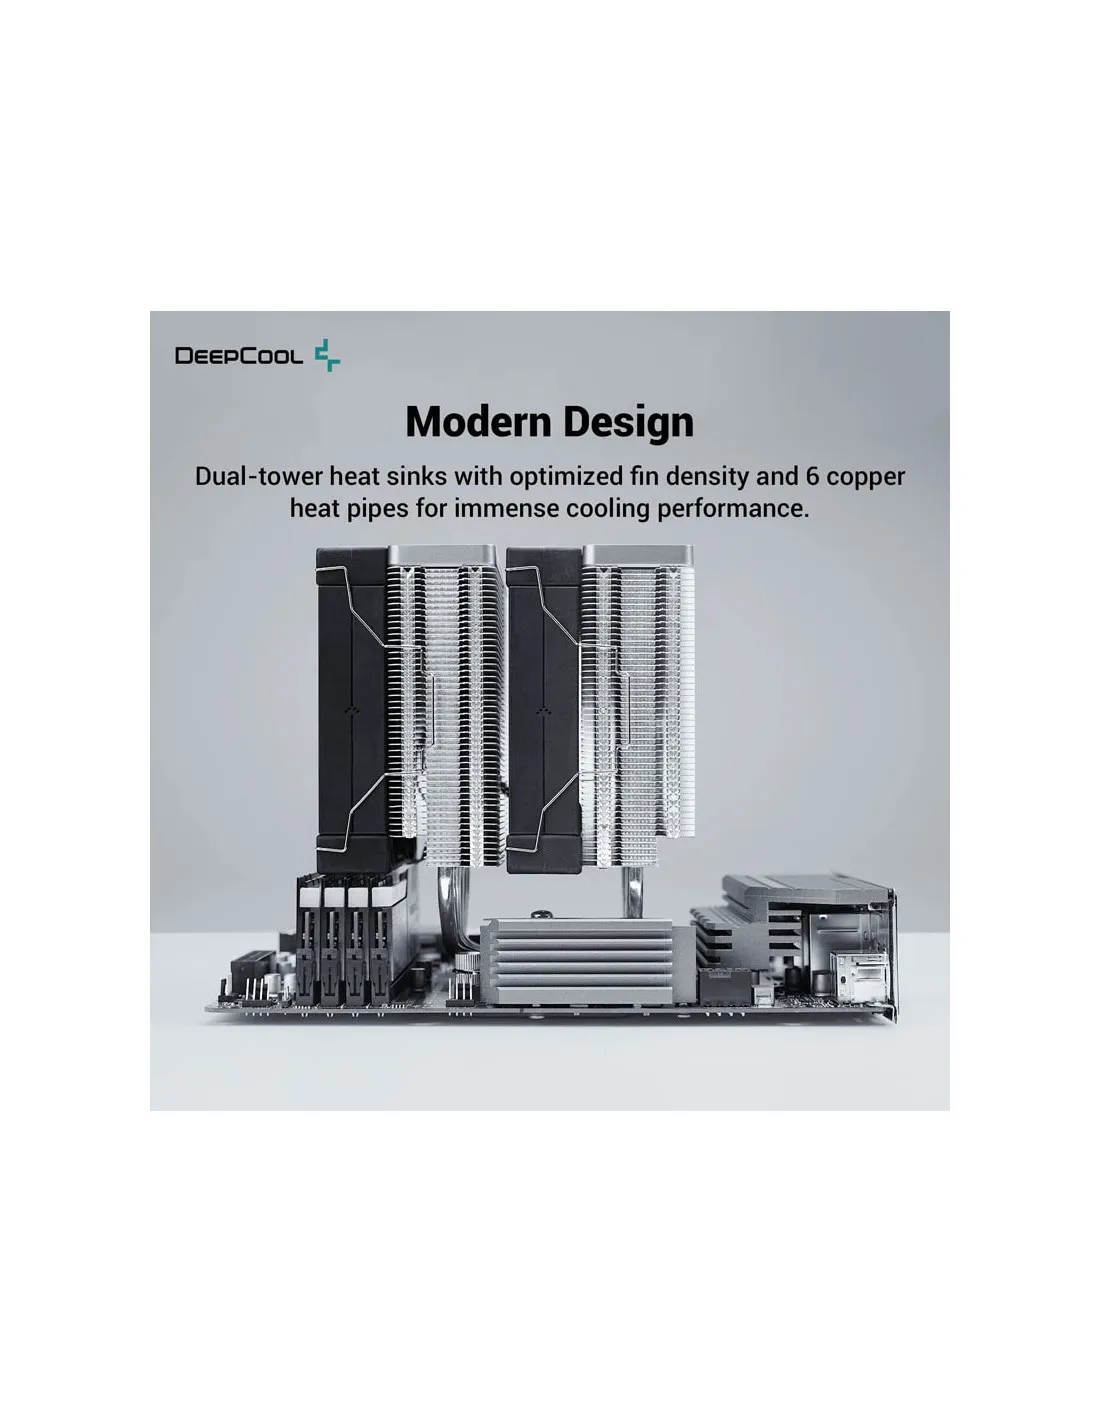 DEEPCOOL
Modern Design
Dual-tower heat sinks with optimized fin density and 6 copper
heat pipes for immense cooling performance.